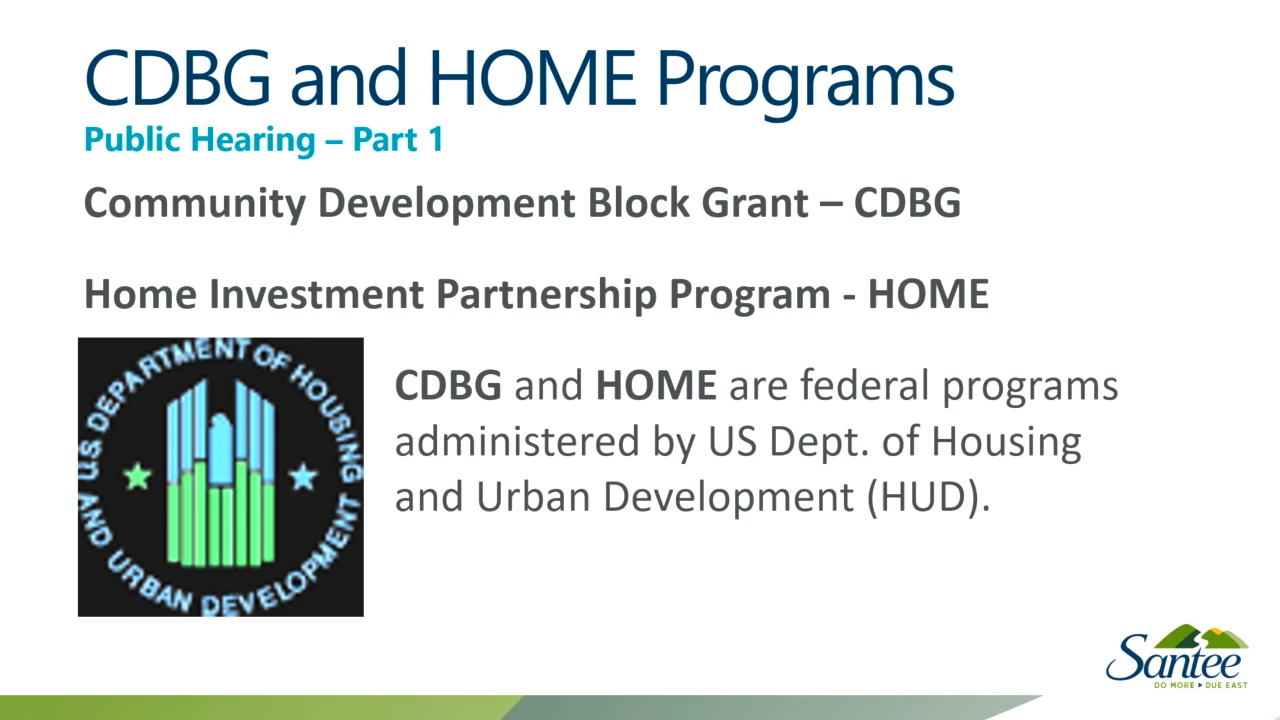 CDBG and HOME Programs
Public Hearing – Part 1
Community Development Block Grant – CDBG
Home Investment Partnership Program - HOME
U.S. DEPARTMENT OF HOUSING
AND URBAN DEVELOPMENT
CDBG and HOME are federal programs
administered by US Dept. of Housing
and Urban Development (HUD).
Santee
DO MORE ▸ DUE EAST